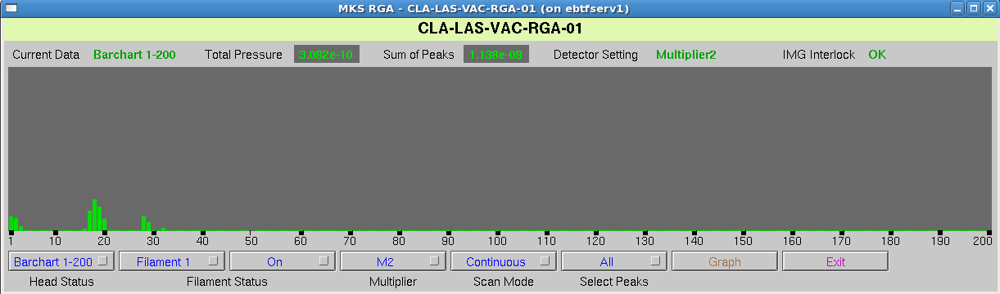 MKS RGA - CLA-LAS-VAC-RGA-01 (on ebtfserv1)
CLA-LAS-VAC-RGA-01
Current Data Barchart 1-200 Total Pressure 3.092e-10 Sum of Peaks 1.138e-09 Detector Setting Multiplier2 IMG Interlock OK
1 10 20 30 40 50 60 70 80 90 100 110 120 130 140 150 160 170 180 190 200
Barchart 1-200 Filament 1 On M2 Continuous All Graph Exit
Head Status Filament Status Multiplier Scan Mode Select Peaks